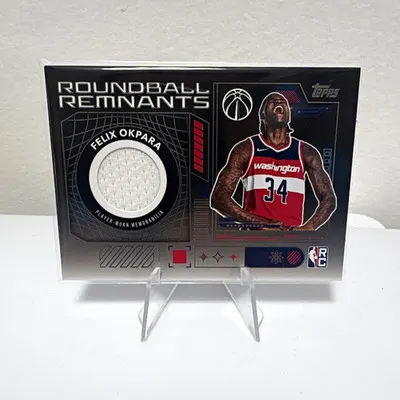 ROUNDBALL
REMNANTS
topps
FELIX OKPARA
PLAYER-WORN MEMORABILIA
washington
34
RC